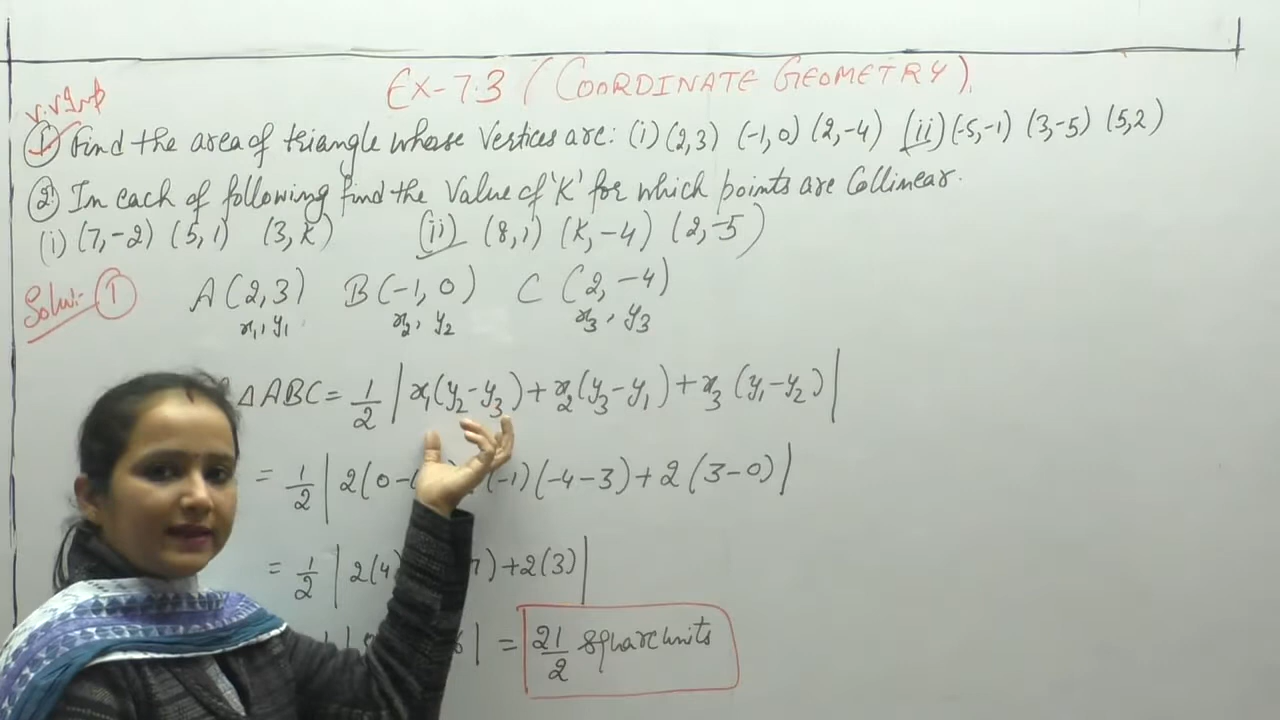 EX-7.3 (COORDINATE GEOMETRY).
V.V Imp
① Find the area of triangle whose vertices are: (i) (2,3) (-1,0) (2,-4) (ii) (-5,-1) (3,-5) (5,2)
② In each of following find the value of 'K' for which points are Collinear.
(i) (7,-2) (5,1) (3,K) (ii) (8,1) (K,-4) (2,-5)
Solu:- ① A(2,3) B(-1,0) C(2,-4)
x₁, y₁ x₂, y₂ x₃, y₃
△ABC = 1/2 | x₁(y₂-y₃)+x₂(y₃-y₁)+x₃(y₁-y₂) |
= 1/2 | 2(0-( (-1)(-4-3)+2(3-0) |
= 1/2 | 2(4) 7)+2(3) |
| = 21/2 square units